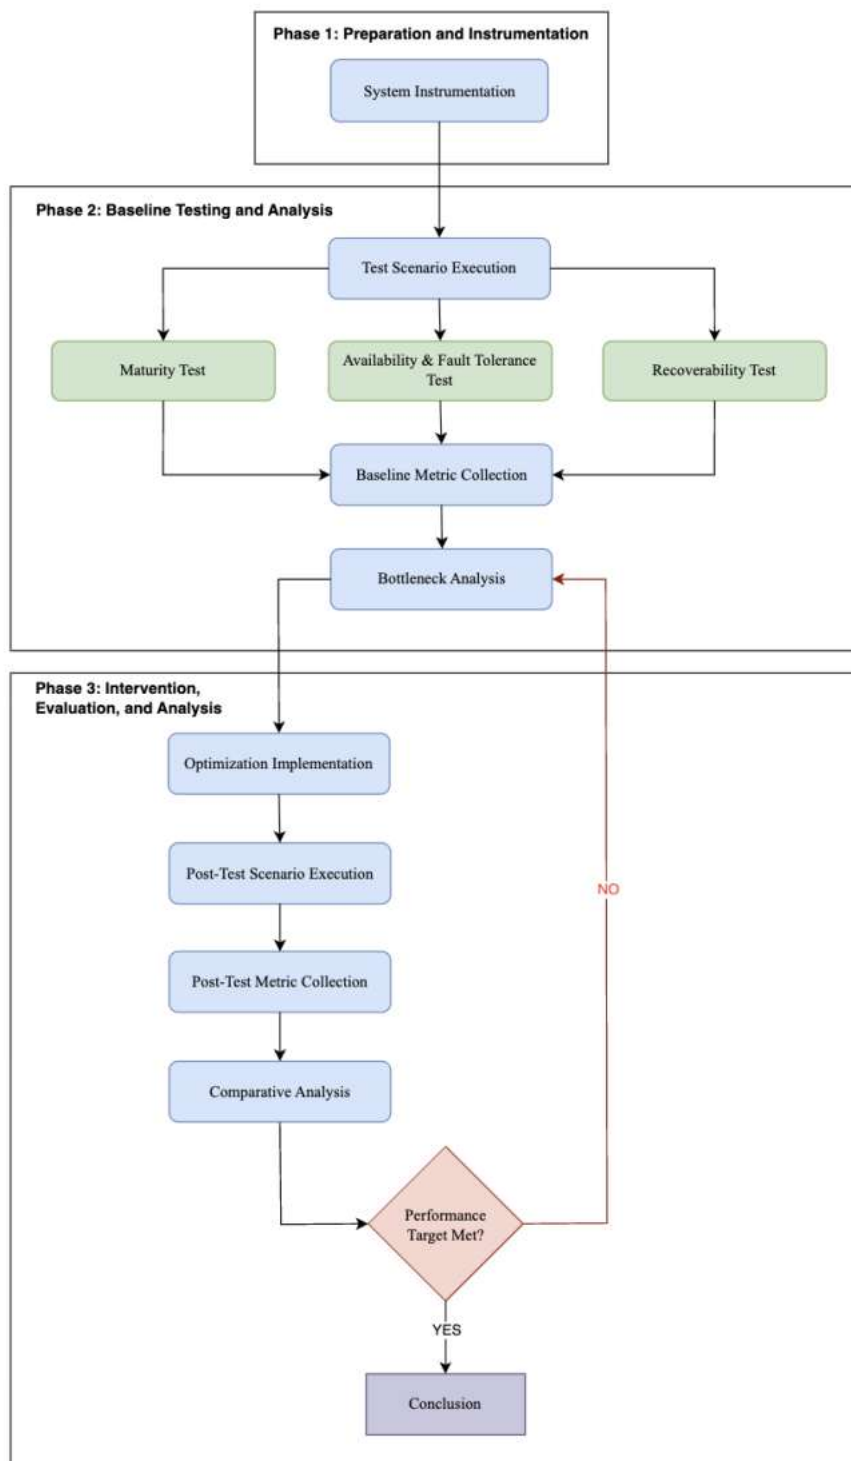 Phase 1: Preparation and Instrumentation
System Instrumentation
Phase 2: Baseline Testing and Analysis
Test Scenario Execution
Maturity Test
Availability & Fault Tolerance
Test
Recoverability Test
Baseline Metric Collection
Bottleneck Analysis
Phase 3: Intervention,
Evaluation, and Analysis
Optimization Implementation
Post-Test Scenario Execution
NO
Post-Test Metric Collection
Comparative Analysis
Performance
Target Met?
YES
Conclusion